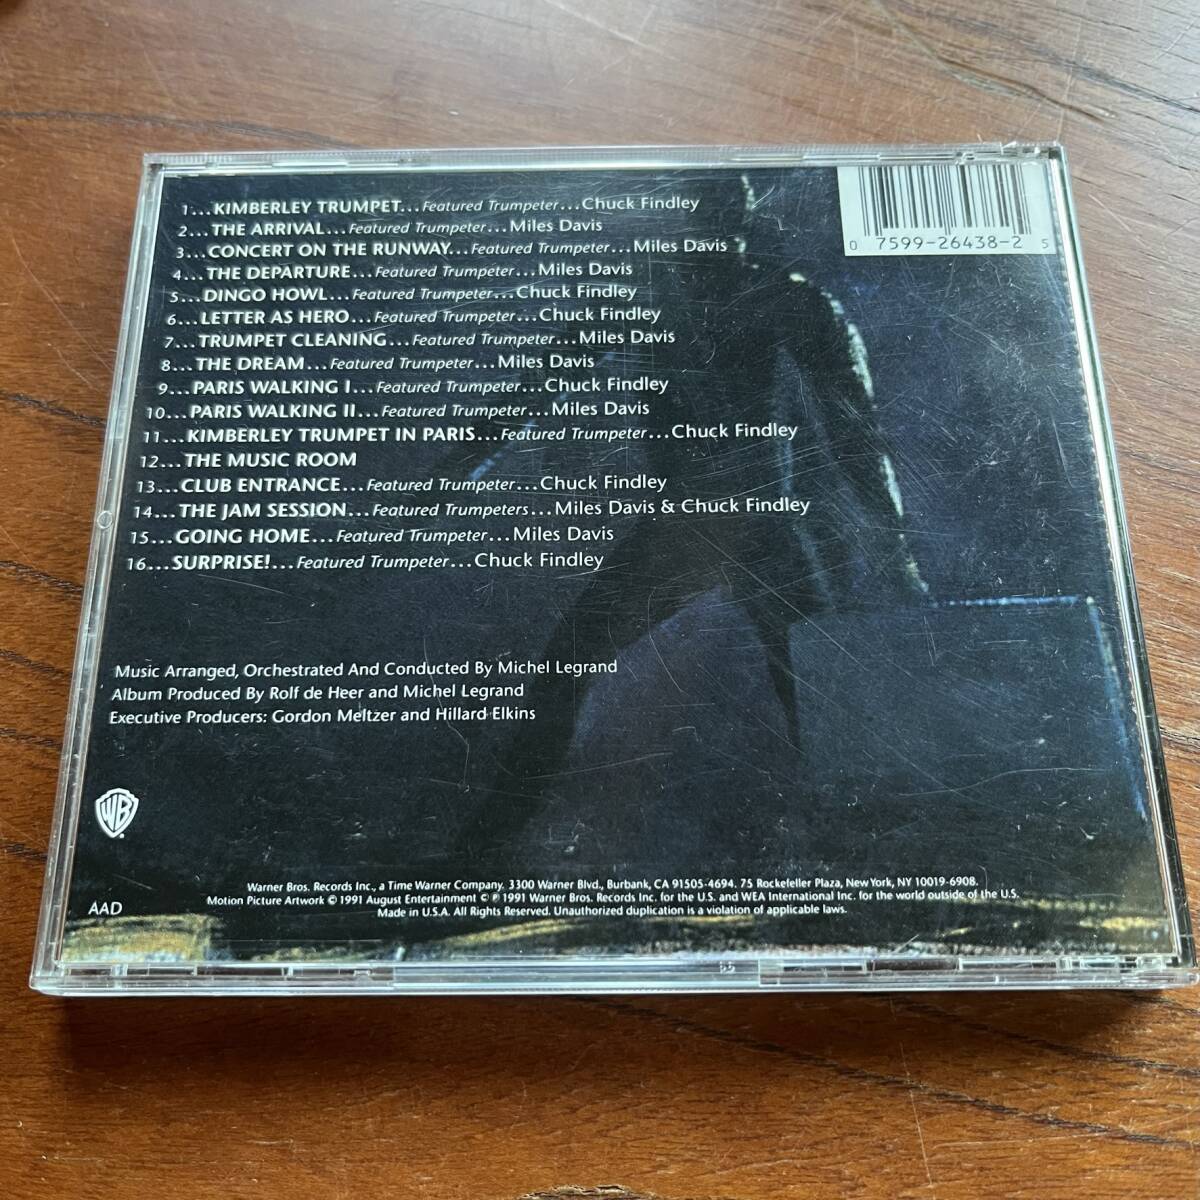 1...KIMBERLEY TRUMPET...Featured Trumpeter...Chuck Findley
2...THE ARRIVAL...Featured Trumpeter...Miles Davis
3...CONCERT ON THE RUNWAY...Featured Trumpeter...Miles Davis
4...THE DEPARTURE...Featured Trumpeter...Miles Davis
5...DINGO HOWL...Featured Trumpeter...Chuck Findley
6...LETTER AS HERO...Featured Trumpeter...Chuck Findley
7...TRUMPET CLEANING...Featured Trumpeter...Miles Davis
8...THE DREAM...Featured Trumpeter...Miles Davis
9...PARIS WALKING I...Featured Trumpeter...Chuck Findley
10...PARIS WALKING II...Featured Trumpeter...Miles Davis
11...KIMBERLEY TRUMPET IN PARIS...Featured Trumpeter...Chuck Findley
12...THE MUSIC ROOM
13...CLUB ENTRANCE...Featured Trumpeter...Chuck Findley
14...THE JAM SESSION...Featured Trumpeters...Miles Davis & Chuck Findley
15...GOING HOME...Featured Trumpeter...Miles Davis
16...SURPRISE!...Featured Trumpeter...Chuck Findley
0 7599-26438-2 5
Music Arranged, Orchestrated And Conducted By Michel Legrand
Album Produced By Rolf de Heer and Michel Legrand
Executive Producers: Gordon Meltzer and Hillard Elkins
WB
Warner Bros. Records Inc., a Time Warner Company. 3300 Warner Blvd., Burbank, CA 91505-4694. 75 Rockefeller Plaza, New York, NY 10019-6908.
Motion Picture Artwork © 1991 August Entertainment © ℗ 1991 Warner Bros. Records Inc. for the U.S. and WEA International Inc. for the world outside of the U.S.
Made in U.S.A. All Rights Reserved. Unauthorized duplication is a violation of applicable laws.
AAD